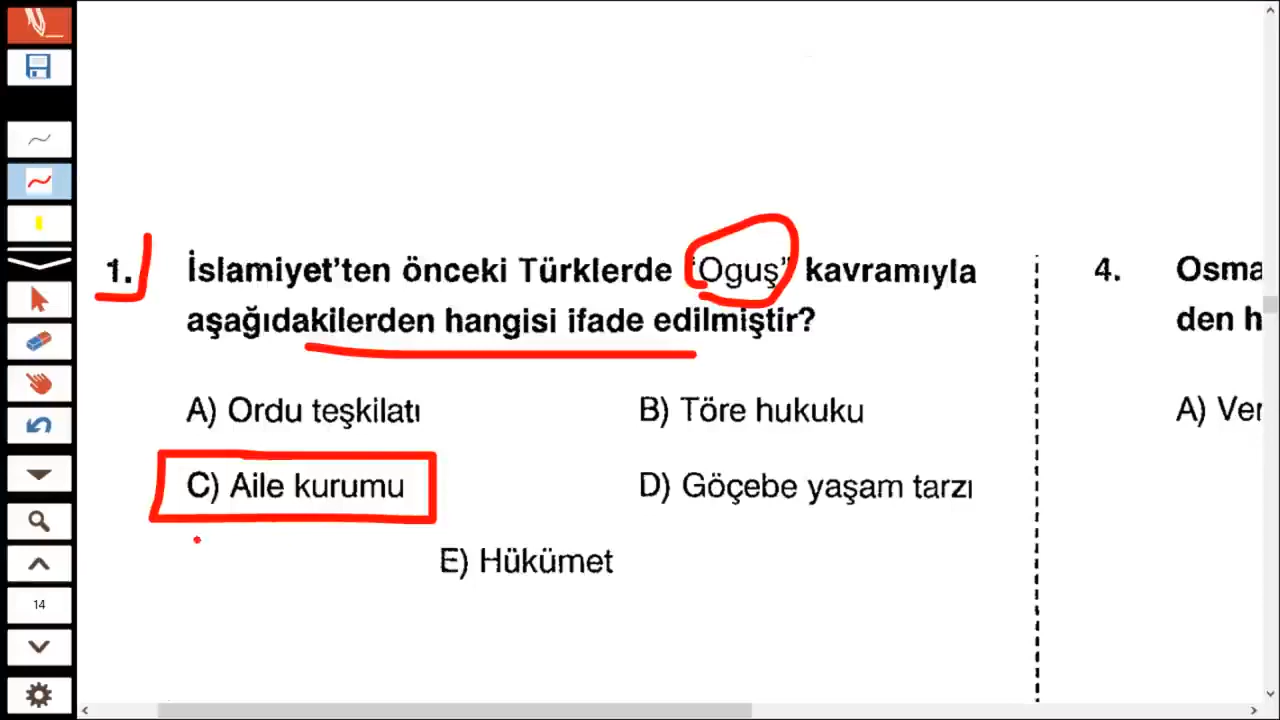 1. İslamiyet'ten önceki Türklerde "Oguş" kavramıyla
aşağıdakilerden hangisi ifade edilmiştir?
A) Ordu teşkilatı B) Töre hukuku
C) Aile kurumu D) Göçebe yaşam tarzı
E) Hükümet
4. Osma
den h
A) Ver
14